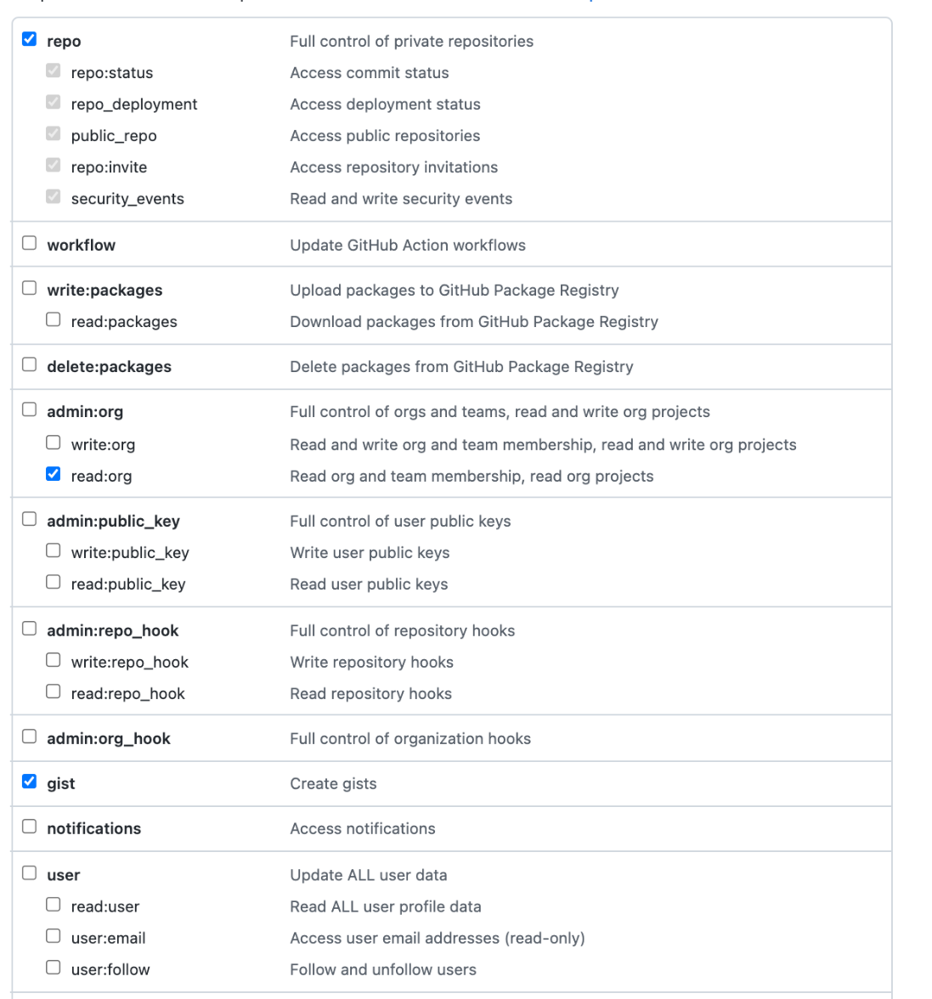 repo Full control of private repositories
repo:status Access commit status
repo_deployment Access deployment status
public_repo Access public repositories
repo:invite Access repository invitations
security_events Read and write security events
workflow Update GitHub Action workflows
write:packages Upload packages to GitHub Package Registry
read:packages Download packages from GitHub Package Registry
delete:packages Delete packages from GitHub Package Registry
admin:org Full control of orgs and teams, read and write org projects
write:org Read and write org and team membership, read and write org projects
read:org Read org and team membership, read org projects
admin:public_key Full control of user public keys
write:public_key Write user public keys
read:public_key Read user public keys
admin:repo_hook Full control of repository hooks
write:repo_hook Write repository hooks
read:repo_hook Read repository hooks
admin:org_hook Full control of organization hooks
gist Create gists
notifications Access notifications
user Update ALL user data
read:user Read ALL user profile data
user:email Access user email addresses (read-only)
user:follow Follow and unfollow users